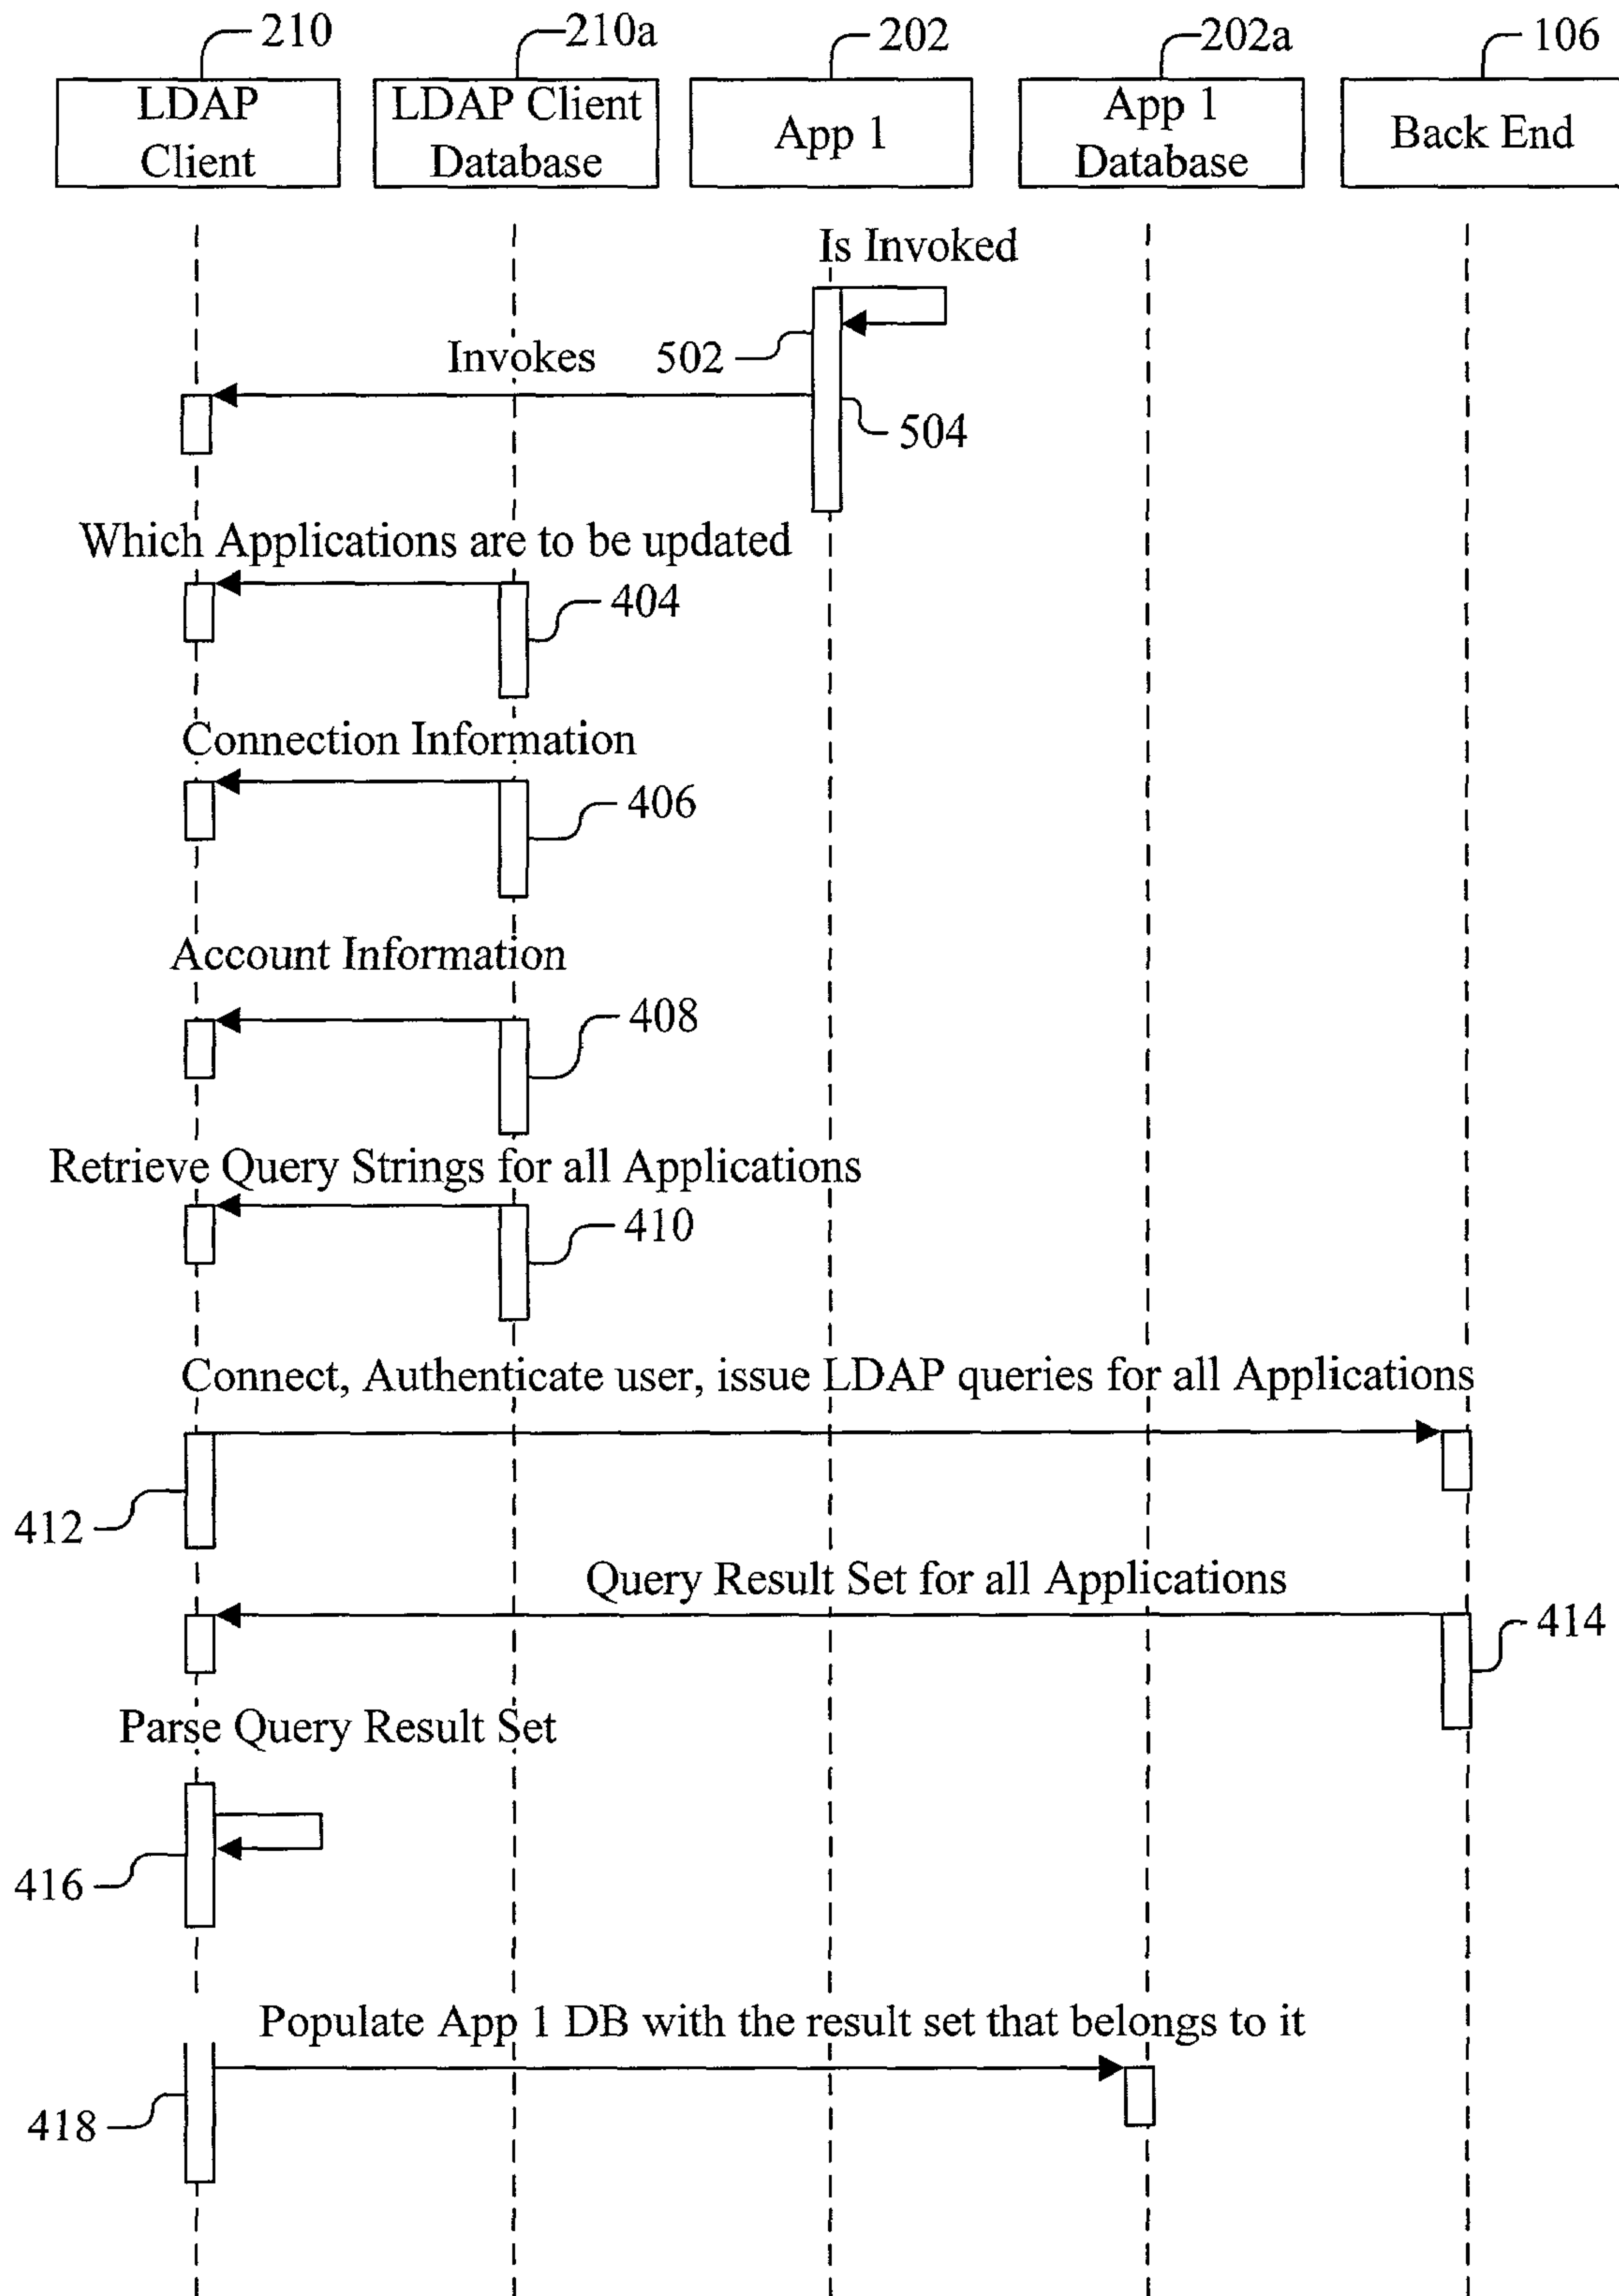 210
210a
202
202a
106
LDAP
Client
LDAP Client
Database
App 1
App 1
Database
Back End
Is Invoked
Invokes
502
504
Which Applications are to be updated
404
Connection Information
406
Account Information
408
Retrieve Query Strings for all Applications
410
Connect, Authenticate user, issue LDAP queries for all Applications
412
Query Result Set for all Applications
414
Parse Query Result Set
416
Populate App 1 DB with the result set that belongs to it
418